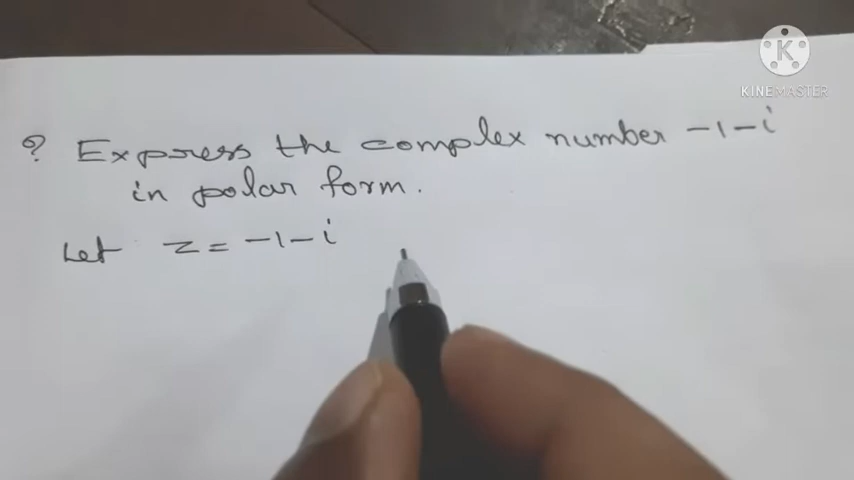 K
KINEMASTER
? Express the complex number -1-i
in polar form.
Let z = -1-i